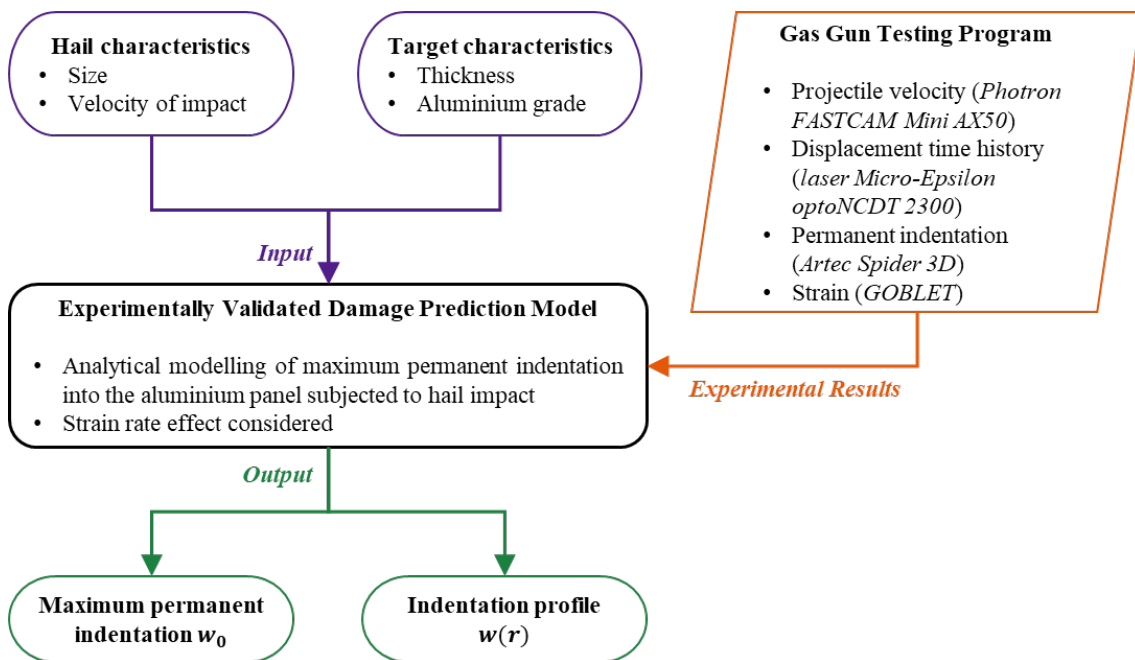 Hail characteristics
• Size
• Velocity of impact
Target characteristics
• Thickness
• Aluminium grade
Gas Gun Testing Program
• Projectile velocity (Photron
FASTCAM Mini AX50)
• Displacement time history
(laser Micro-Epsilon
optoNCDT 2300)
• Permanent indentation
(Artec Spider 3D)
• Strain (GOBLET)
Input
Experimentally Validated Damage Prediction Model
• Analytical modelling of maximum permanent indentation
into the aluminium panel subjected to hail impact
• Strain rate effect considered
Experimental Results
Output
Maximum permanent
indentation w₀
Indentation profile
w(r)